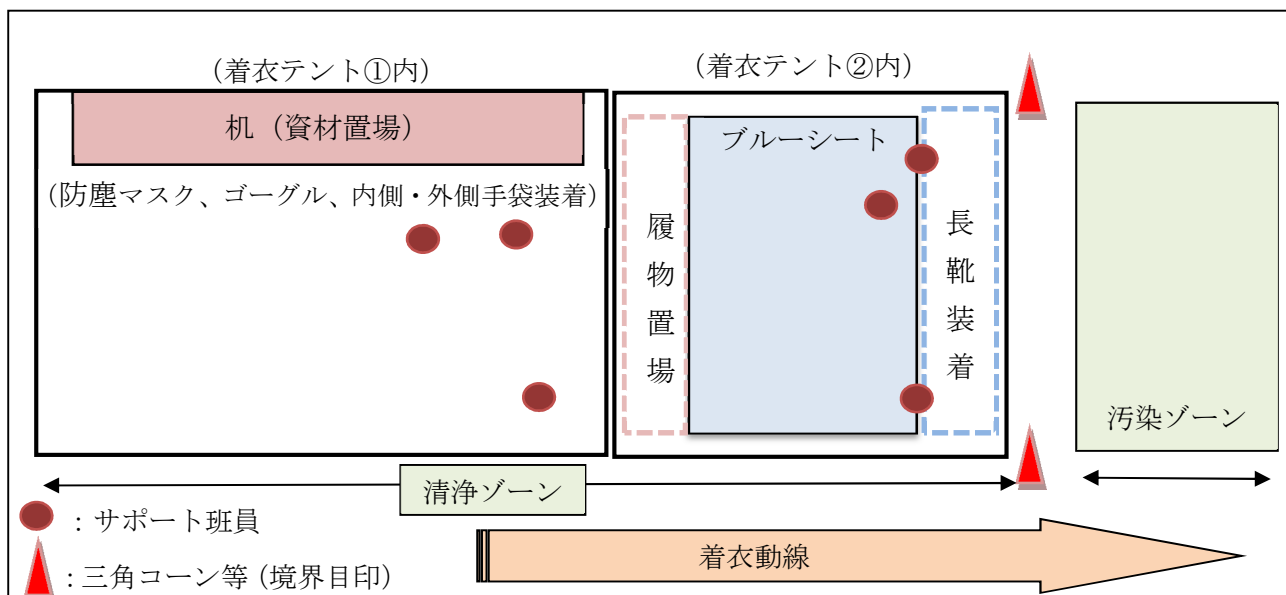 (着衣テント①内)
(着衣テント②内)
机(資材置場)
(防塵マスク、ゴーグル、内側・外側手袋装着)
ブルーシート
履物置場
長靴装着
汚染ゾーン
清浄ゾーン
:サポート班員
着衣動線
:三角コーン等(境界目印)